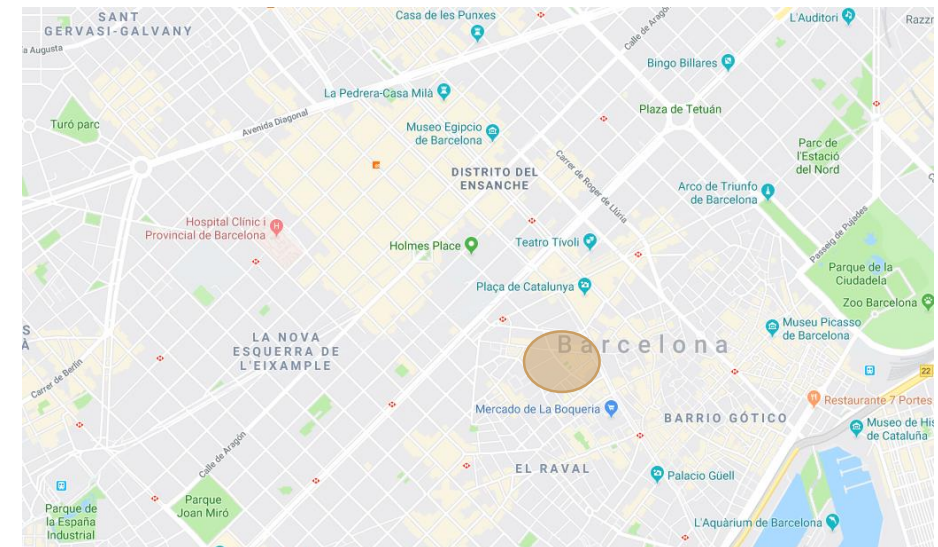 SANT
GERVASI-GALVANY
Casa de les Punxes
Calle de Aragó
L'Auditori
Razzr
a Augusta
Bingo Billares
La Pedrera-Casa Milà
Plaza de Tetuán
Turó parc
Avenida Diagonal
Museo Egipcio
de Barcelona
Parc de
l'Estació
del Nord
DISTRITO DEL
ENSANCHE
Carrer de Roger de Llúria
Arco de Triunfo
de Barcelona
Hospital Clínic i
Provincial de Barcelona
H
Holmes Place
Teatro Tívoli
Passeig de Pujades
Parque de la
Ciudadela
Plaça de Catalunya
Zoo Barcelona
S
À
LA NOVA
ESQUERRA DE
L'EIXAMPLE
Barcelona
Museu Picasso
de Barcelona
Carrer de Berlín
22
Mercado de La Boqueria
BARRIO GÓTICO
Restaurante 7 Portes
Museo de His
de Cataluña
Calle de Aragón
EL RAVAL
Palacio Güell
Parque de
la España
Industrial
Parque
Joan Miró
L'Aquàrium de Barcelona